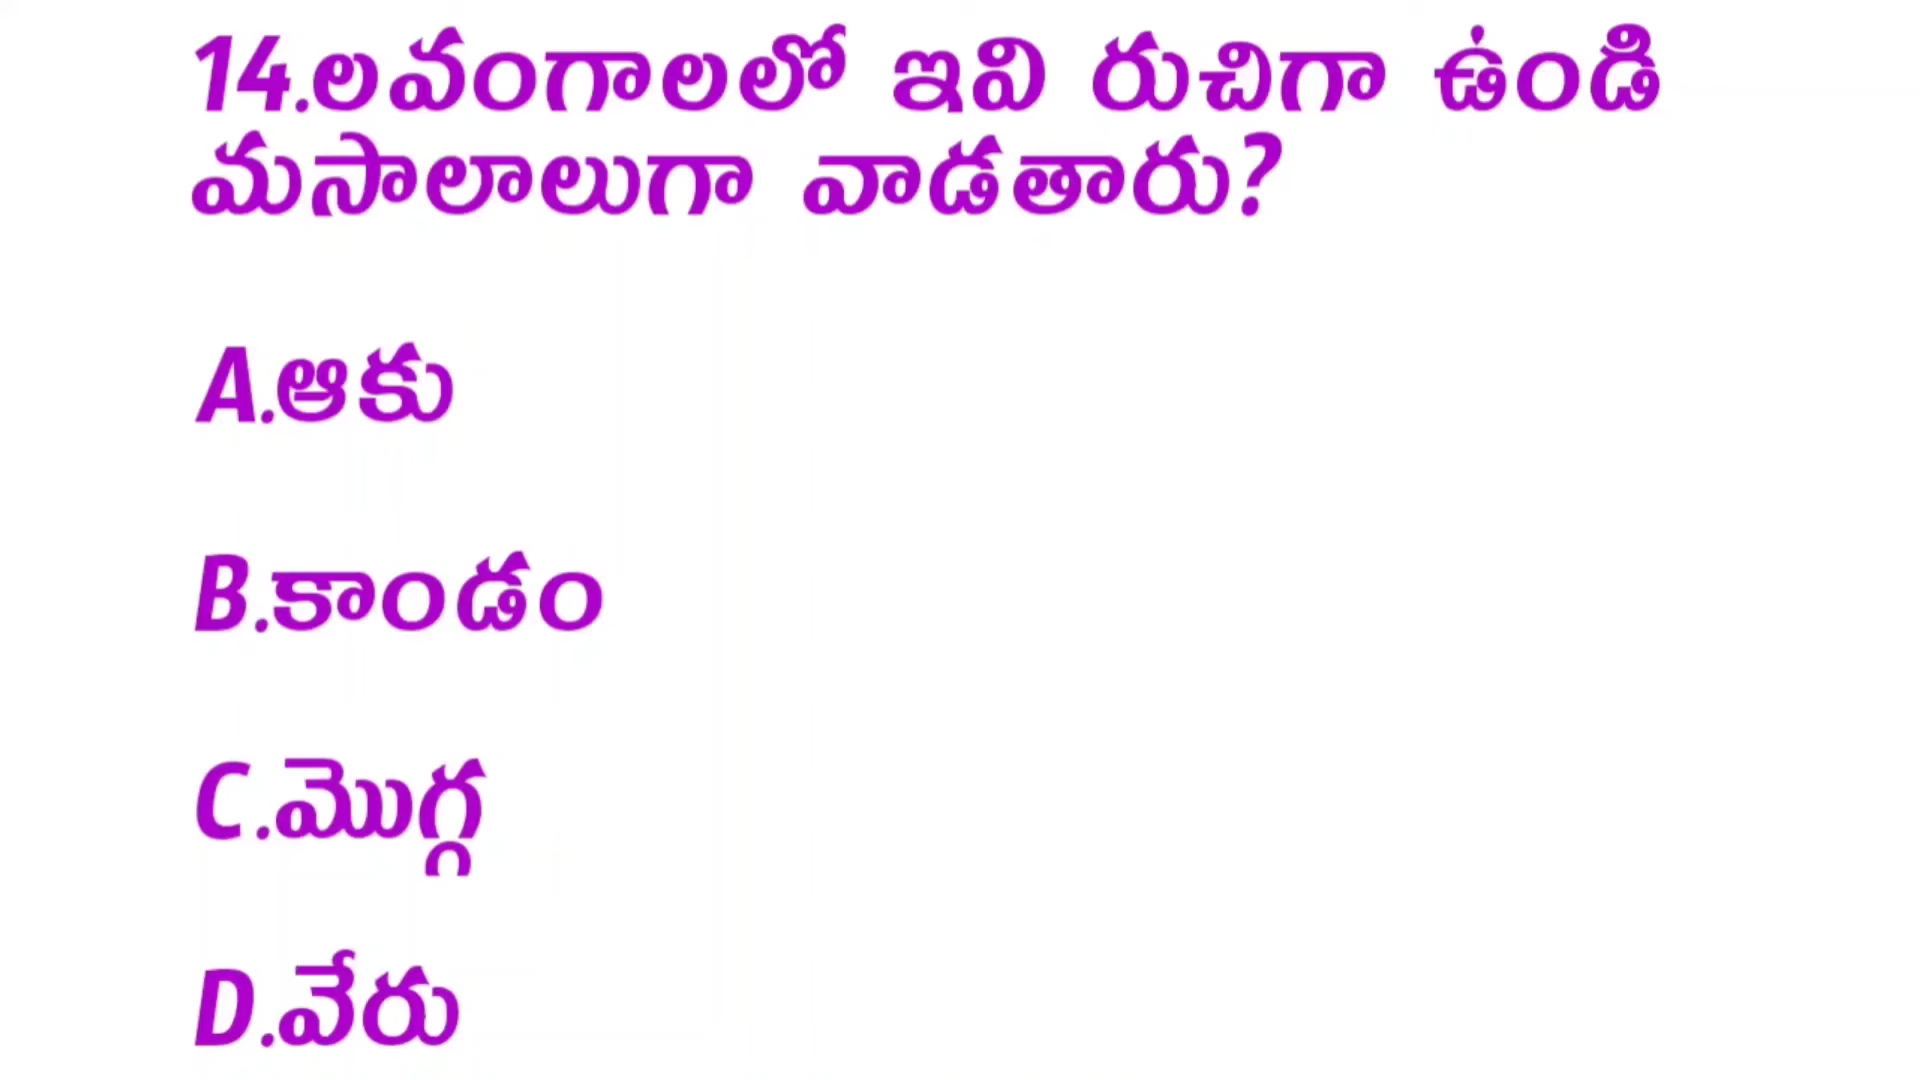 14.లవంగాలలో ఇవి రుచిగా ఉండి
మసాలాలుగా వాడతారు?
A.ఆకు
B.కాండం
C.మొగ్గ
D.వేరు